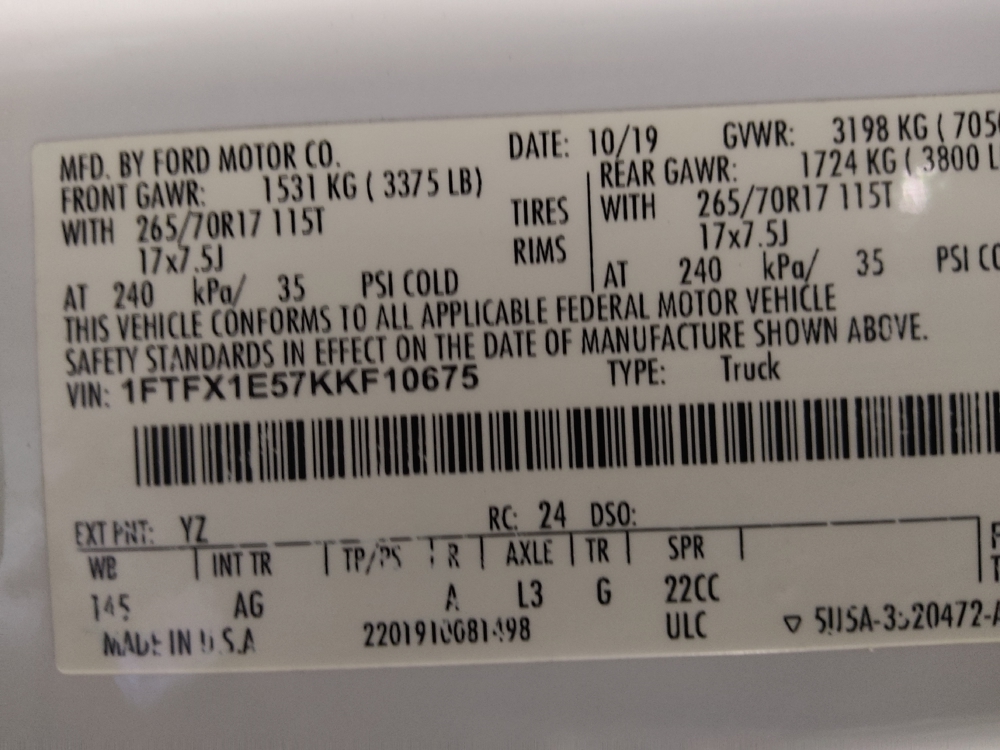 MFD. BY FORD MOTOR CO. DATE: 10/19 GVWR: 3198 KG ( 705
FRONT GAWR: 1531 KG ( 3375 LB) REAR GAWR: 1724 KG ( 3800 L
WITH 265/70R17 115T TIRES WITH 265/70R17 115T
17x7.5J RIMS 17x7.5J
AT 240 kPa/ 35 PSI COLD AT 240 kPa/ 35 PSI CO
THIS VEHICLE CONFORMS TO ALL APPLICABLE FEDERAL MOTOR VEHICLE
SAFETY STANDARDS IN EFFECT ON THE DATE OF MANUFACTURE SHOWN ABOVE.
VIN: 1FTFX1E57KKF10675 TYPE: Truck
EXT PNT: YZ RC: 24 DSO:
WB INT TR TP/PS R AXLE TR SPR
145 AG A L3 G 22CC
MADE IN U.S.A ULC